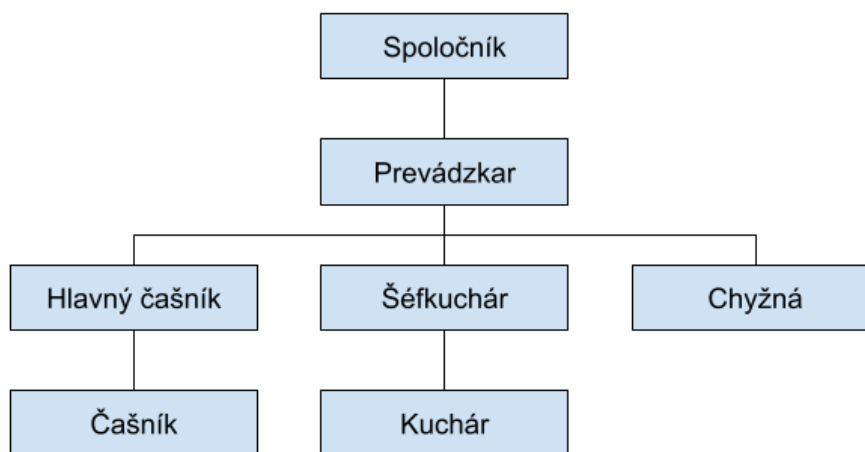 Spoločník
Prevádzkar
Hlavný čašník
Šéfkuchár
Chyžná
Čašník
Kuchár